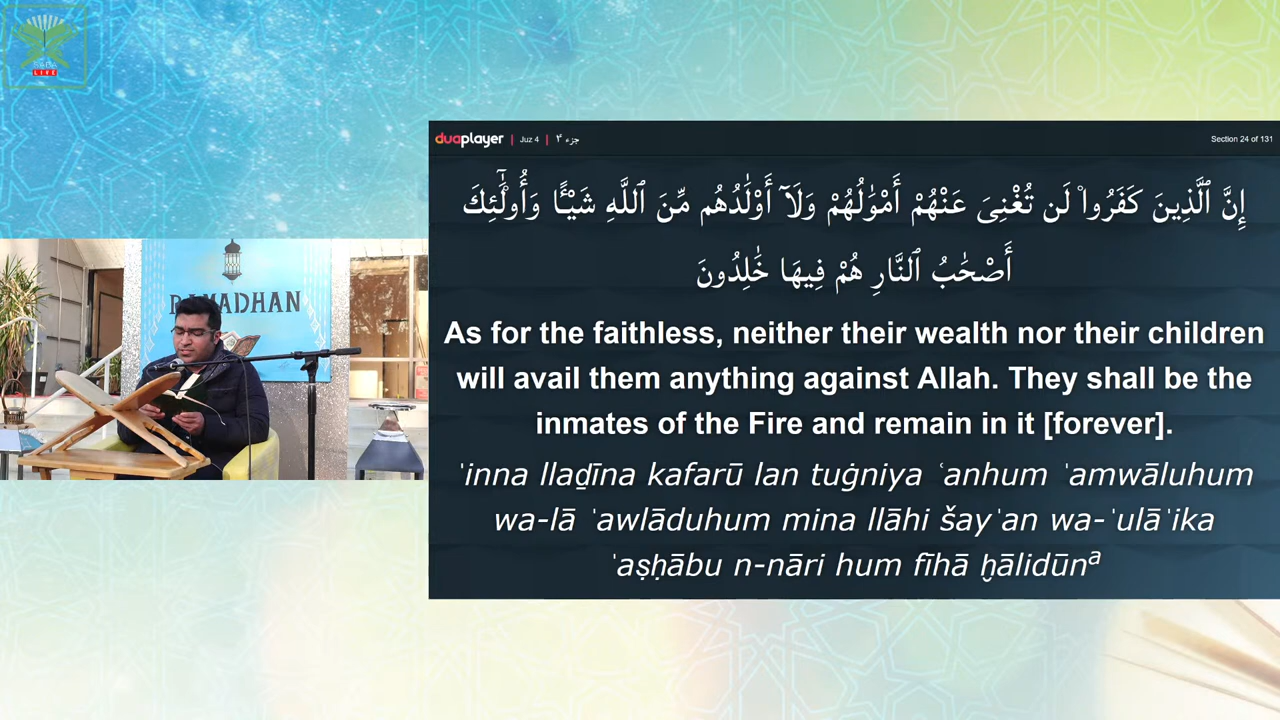 LIVE
duaplayer | Juz 4 | جزء ۴
Section 24 of 131
إِنَّ ٱلَّذِينَ كَفَرُوا۟ لَن تُغْنِىَ عَنْهُمْ أَمْوَٰلُهُمْ وَلَآ أَوْلَٰدُهُم مِّنَ ٱللَّهِ شَيْـًٔا وَأُو۟لَٰٓئِكَ
أَصْحَٰبُ ٱلنَّارِ هُمْ فِيهَا خَٰلِدُونَ
As for the faithless, neither their wealth nor their children
will avail them anything against Allah. They shall be the
inmates of the Fire and remain in it [forever].
ʾinna llaḏīna kafarū lan tuġniya ʿanhum ʾamwāluhum
wa-lā ʾawlāduhum mina llāhi šayʾan wa-ʾulāʾika
ʾaṣḥābu n-nāri hum fīhā ḫālidūnᵃ